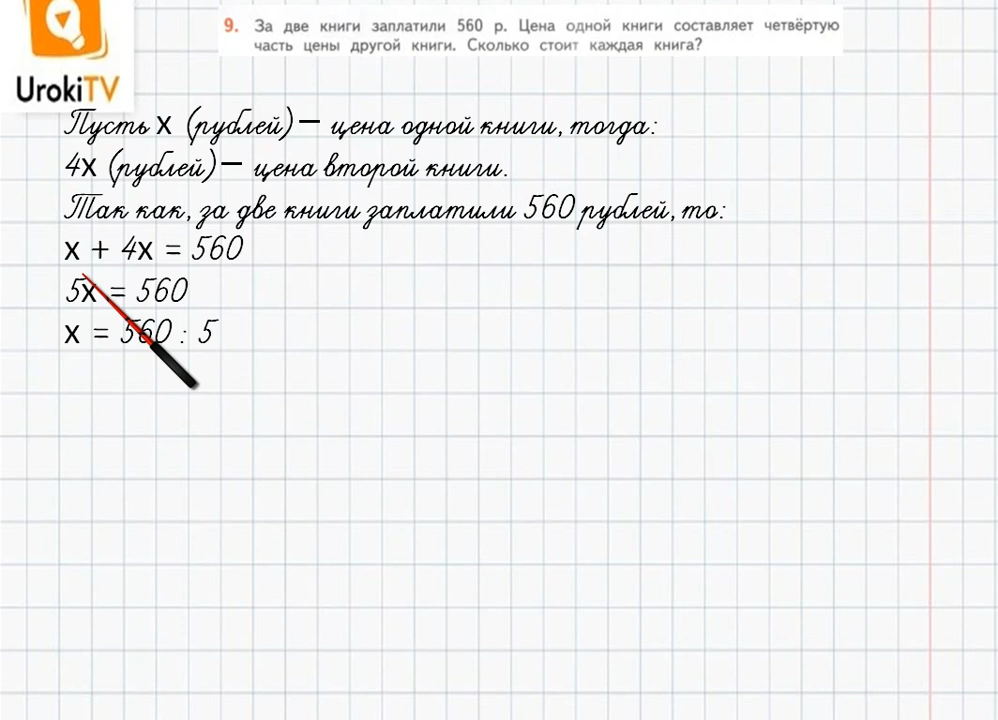 9. За две книги заплатили 560 р. Цена одной книги составляет четвёртую
часть цены другой книги. Сколько стоит каждая книга?
UrokiTV
Пусть x (рублей) — цена одной книги, тогда:
4x (рублей) — цена второй книги.
Так как, за две книги заплатили 560 рублей, то:
x + 4x = 560
5x = 560
x = 560 : 5